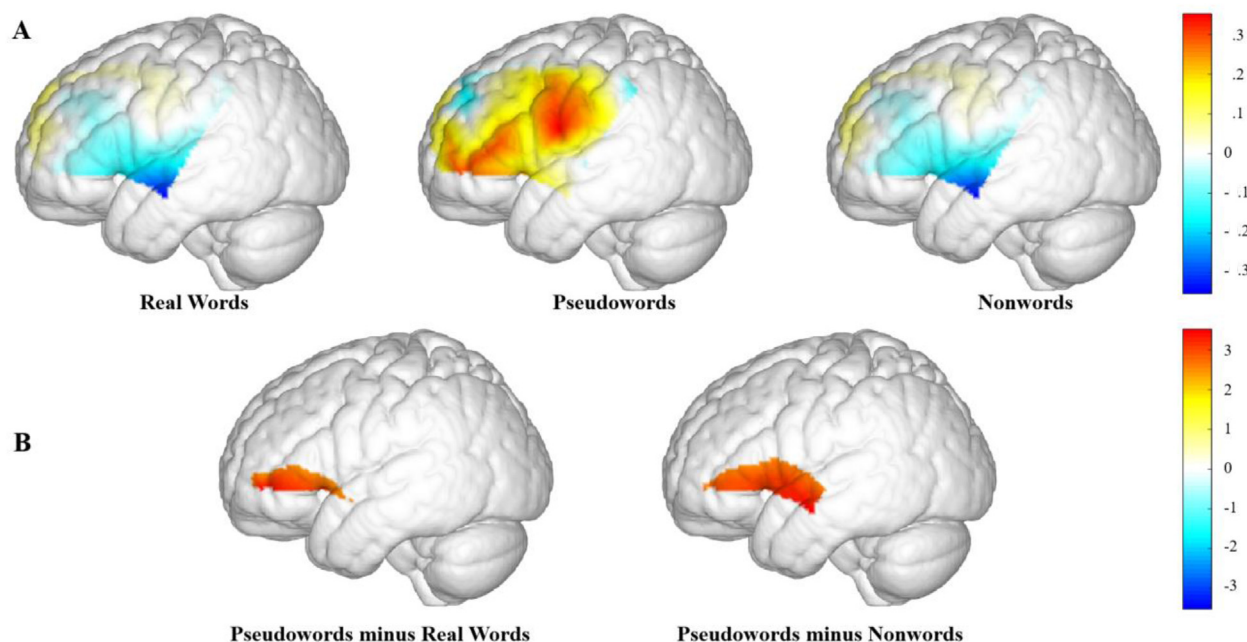 A
Real Words
Pseudowords
Nonwords
.3
.2
.1
0
- .1
- .2
- .3
B
Pseudowords minus Real Words
Pseudowords minus Nonwords
3
2
1
0
-1
-2
-3